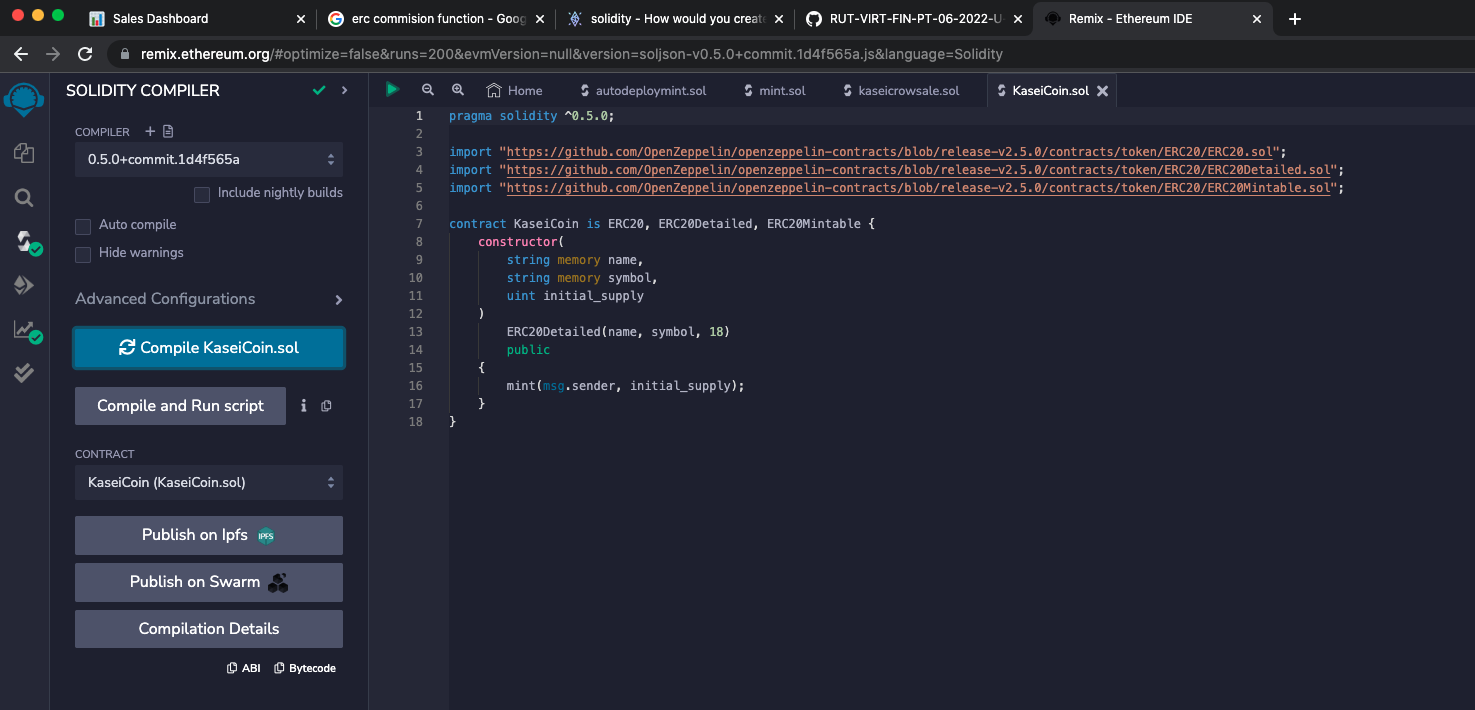 Sales Dashboard
erc commision function - Goog
solidity - How would you create
RUT-VIRT-FIN-PT-06-2022-U-
Remix - Ethereum IDE
remix.ethereum.org/#optimize=false&runs=200&evmVersion=null&version=soljson-v0.5.0+commit.1d4f565a.js&language=Solidity
SOLIDITY COMPILER
COMPILER
0.5.0+commit.1d4f565a
Include nightly builds
Auto compile
Hide warnings
Advanced Configurations
Compile KaseiCoin.sol
Compile and Run script
CONTRACT
KaseiCoin (KaseiCoin.sol)
Publish on Ipfs IPFS
Publish on Swarm
Compilation Details
ABI Bytecode
Home autodeploymint.sol mint.sol kaseicrowsale.sol KaseiCoin.sol
1 pragma solidity ^0.5.0;
2
3 import "https://github.com/OpenZeppelin/openzeppelin-contracts/blob/release-v2.5.0/contracts/token/ERC20/ERC20.sol";
4 import "https://github.com/OpenZeppelin/openzeppelin-contracts/blob/release-v2.5.0/contracts/token/ERC20/ERC20Detailed.sol";
5 import "https://github.com/OpenZeppelin/openzeppelin-contracts/blob/release-v2.5.0/contracts/token/ERC20/ERC20Mintable.sol";
6
7 contract KaseiCoin is ERC20, ERC20Detailed, ERC20Mintable {
8 constructor(
9 string memory name,
10 string memory symbol,
11 uint initial_supply
12 )
13 ERC20Detailed(name, symbol, 18)
14 public
15 {
16 mint(msg.sender, initial_supply);
17 }
18 }